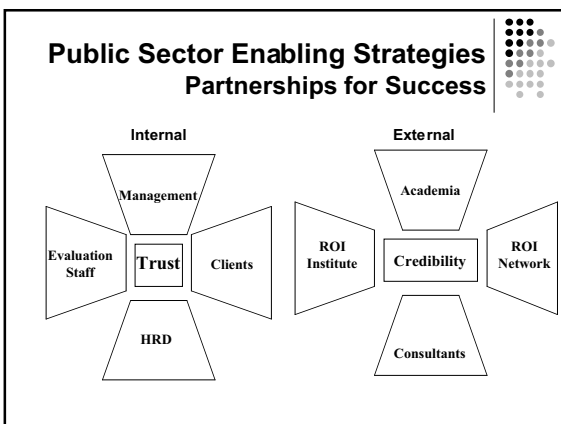 Public Sector Enabling Strategies
Partnerships for Success
Internal
Management
Evaluation
Staff
Trust
Clients
HRD
External
Academia
ROI
Institute
Credibility
ROI
Network
Consultants